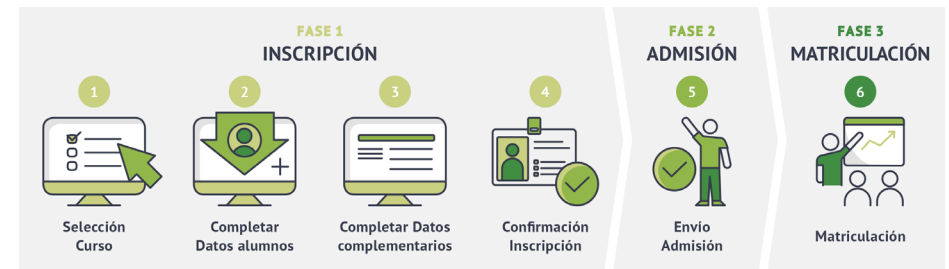 FASE 1
INSCRIPCIÓN
1
2
3
4
Selección
Curso
Completar
Datos alumnos
Completar Datos
complementarios
Confirmación
Inscripción
FASE 2
ADMISIÓN
5
Envío
Admisión
FASE 3
MATRICULACIÓN
6
Matriculación